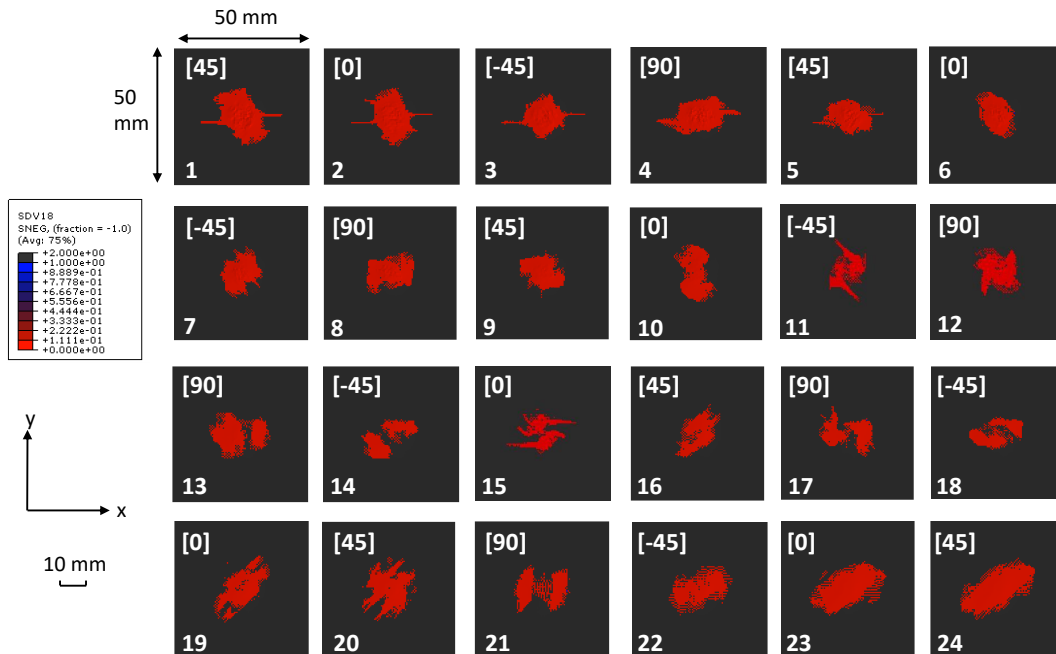 50 mm
50
mm
[45] [0] [-45] [90] [45] [0]
1 2 3 4 5 6
SDV18
SNEG, (fraction = -1.0)
(Avg: 75%)
+2.000e+00
+1.000e+00
+8.889e-01
+7.778e-01
+6.667e-01
+5.556e-01
+4.444e-01
+3.333e-01
+2.222e-01
+1.111e-01
+0.000e+00
[-45] [90] [45] [0] [-45] [90]
7 8 9 10 11 12
[90] [-45] [0] [45] [90] [-45]
13 14 15 16 17 18
y
x
10 mm
[0] [45] [90] [-45] [0] [45]
19 20 21 22 23 24